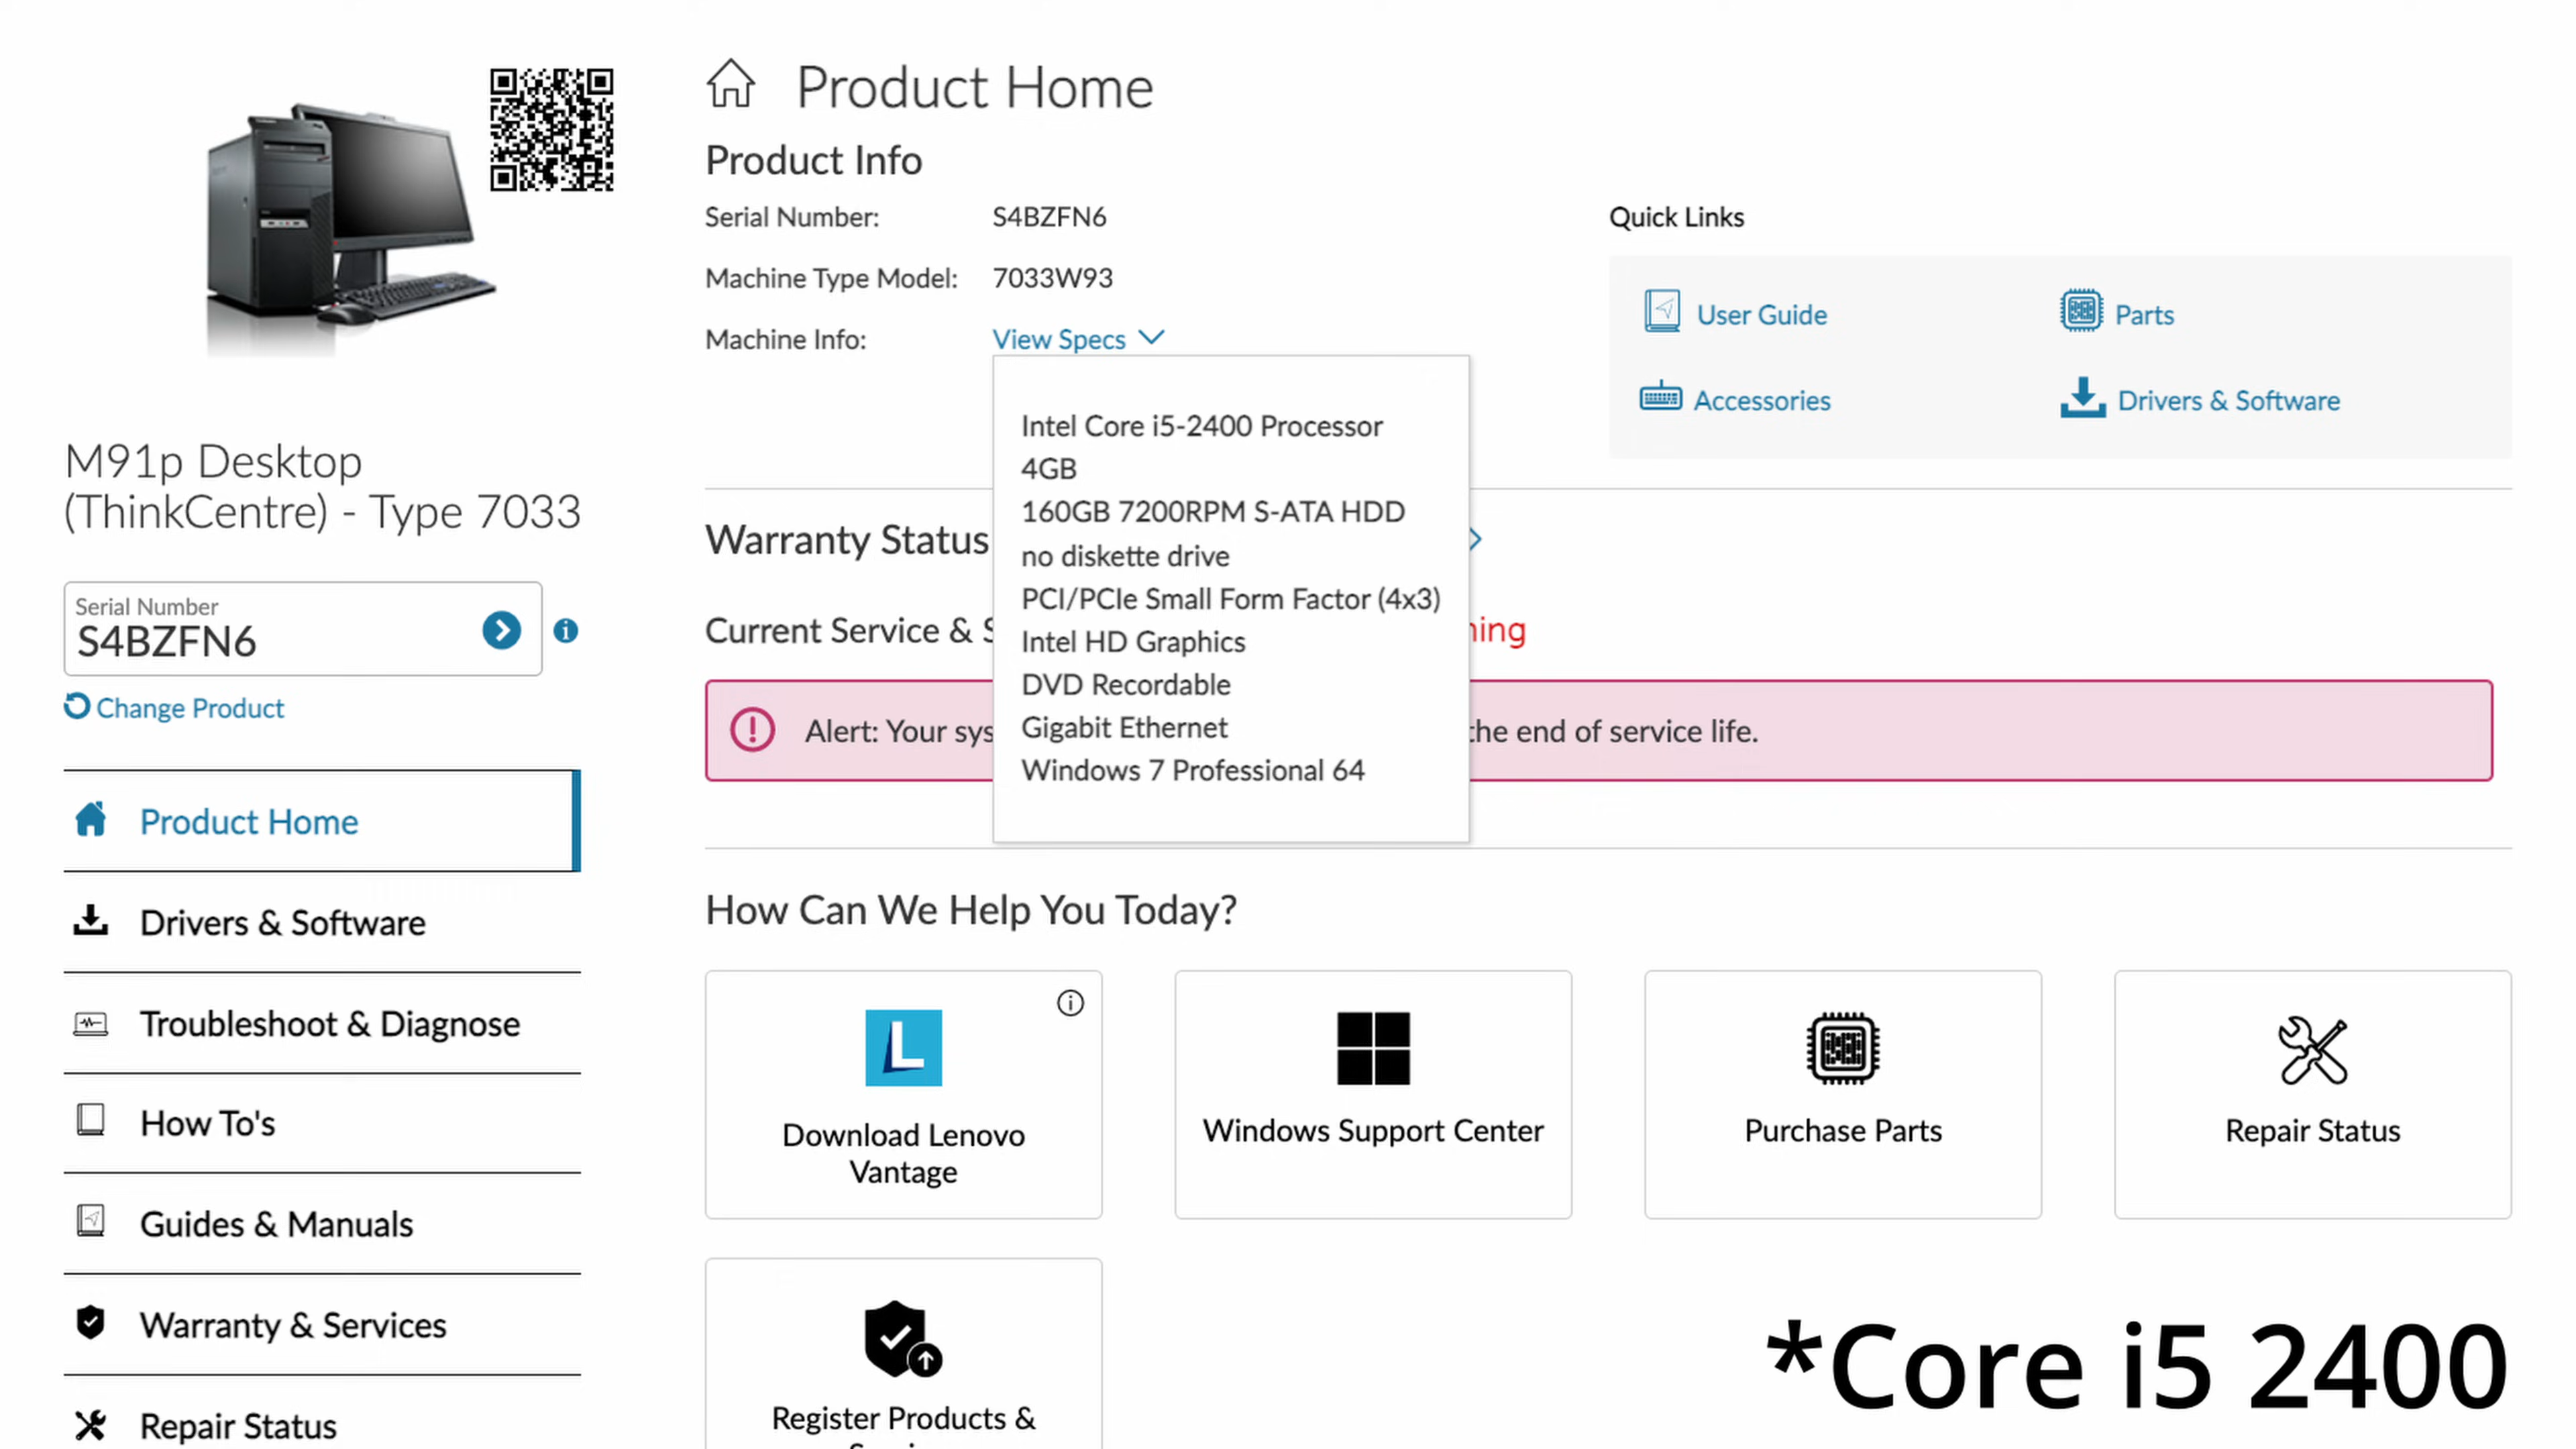 Product Home
Product Info
Serial Number: S4BZFN6
Machine Type Model: 7033W93
Machine Info: View Specs
Intel Core i5-2400 Processor
4GB
160GB 7200RPM S-ATA HDD
no diskette drive
PCI/PCIe Small Form Factor (4x3)
Intel HD Graphics
DVD Recordable
Gigabit Ethernet
Windows 7 Professional 64
Quick Links
User Guide
Parts
Accessories
Drivers & Software
M91p Desktop
(ThinkCentre) - Type 7033
Serial Number
S4BZFN6
Change Product
Product Home
Drivers & Software
Troubleshoot & Diagnose
How To's
Guides & Manuals
Warranty & Services
Repair Status
Warranty Status
Current Service &
Alert: Your the end of service life.
How Can We Help You Today?
Download Lenovo
Vantage
Windows Support Center
Purchase Parts
Repair Status
Register Products &
*Core i5 2400